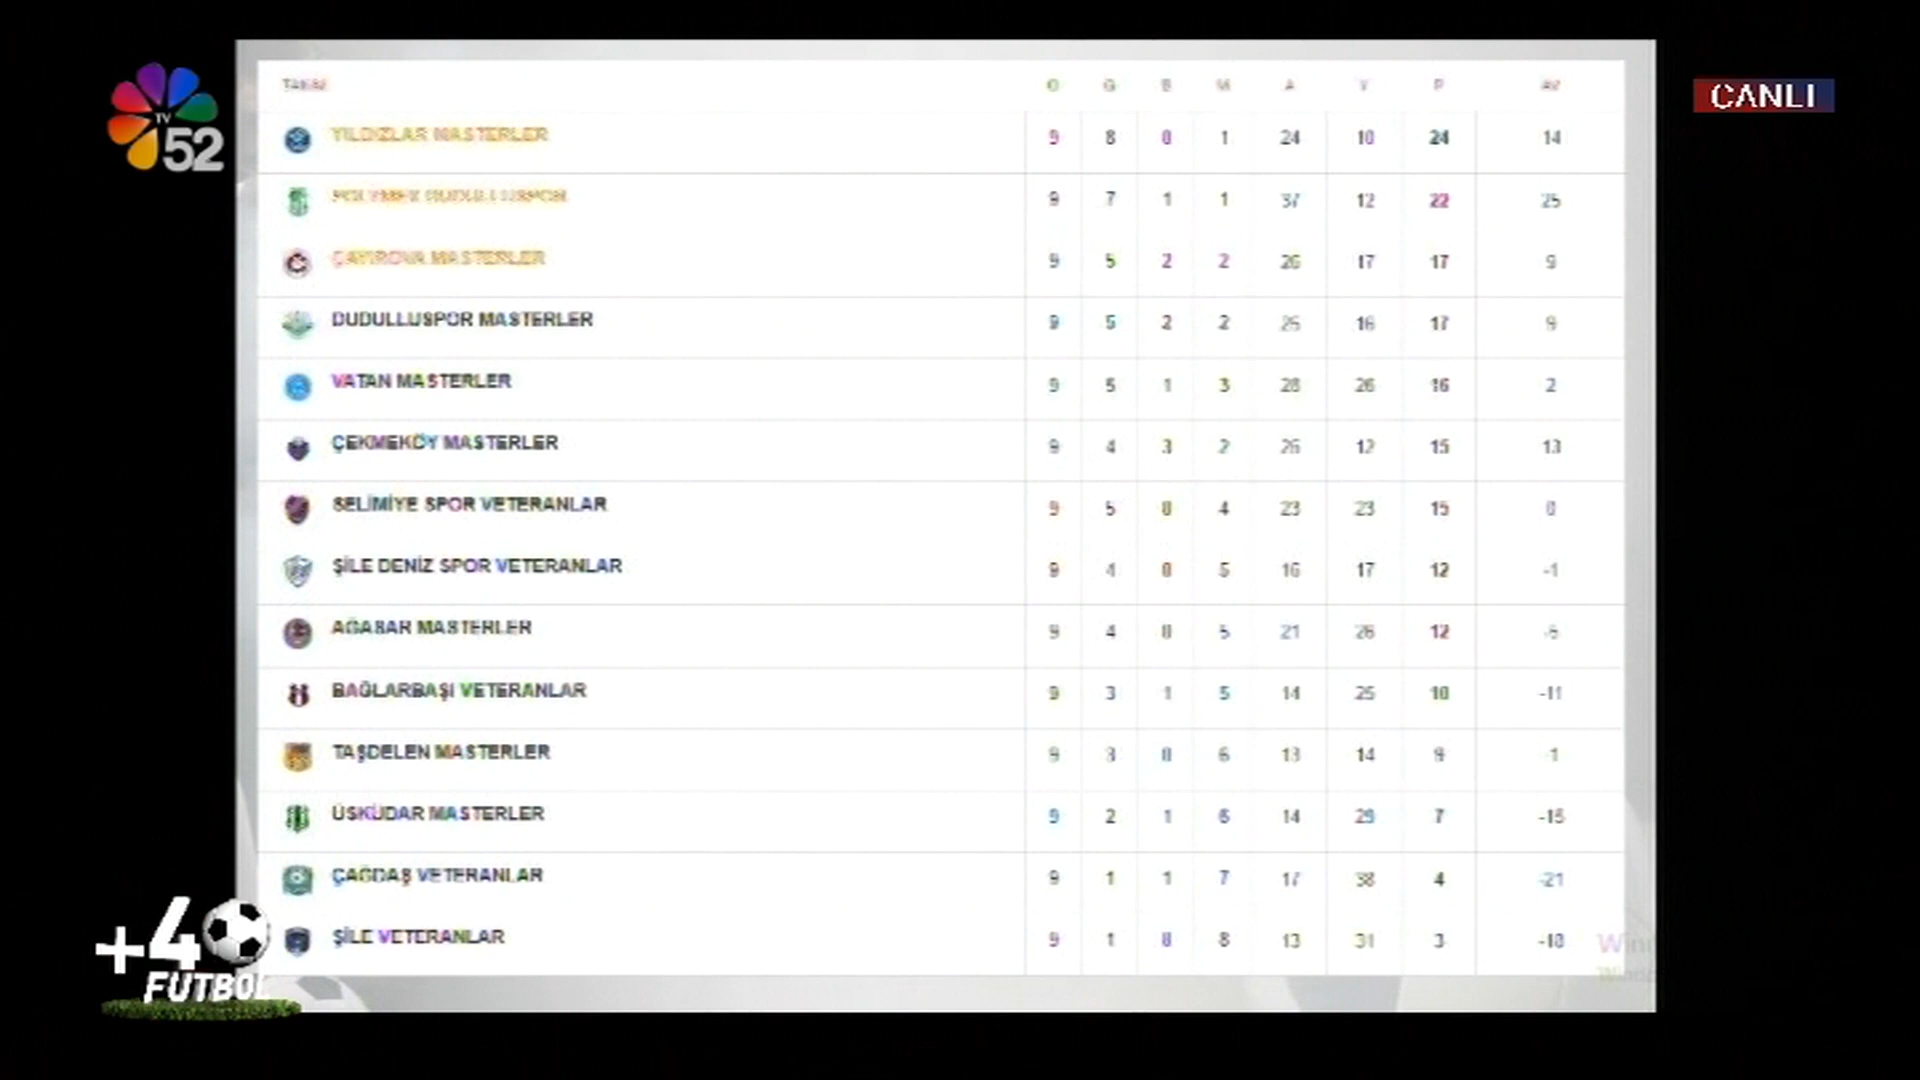 TV
52
CANLI
TAKIM O G B M A Y P AV
YILDIZLAR MASTERLER 9 8 0 1 24 10 24 14
DUDULLUSPOR 9 7 1 1 37 12 22 25
ÇAYIROVA MASTERLER 9 5 2 2 26 17 17 9
DUDULLUSPOR MASTERLER 9 5 2 2 25 16 17 9
VATAN MASTERLER 9 5 1 3 28 26 16 2
ÇEKMEKÖY MASTERLER 9 4 3 2 25 12 15 13
SELİMİYE SPOR VETERANLAR 9 5 0 4 23 23 15 0
ŞİLE DENİZ SPOR VETERANLAR 9 4 0 5 16 17 12 -1
AĞASAR MASTERLER 9 4 0 5 21 26 12 -5
BAĞLARBAŞI VETERANLAR 9 3 1 5 14 25 10 -11
TAŞDELEN MASTERLER 9 3 0 6 13 14 9 -1
ÜSKÜDAR MASTERLER 9 2 1 6 14 29 7 -15
ÇAĞDAŞ VETERANLAR 9 1 1 7 17 38 4 -21
ŞİLE VETERANLAR 9 1 0 8 13 31 3 -18
+40
FUTBOL